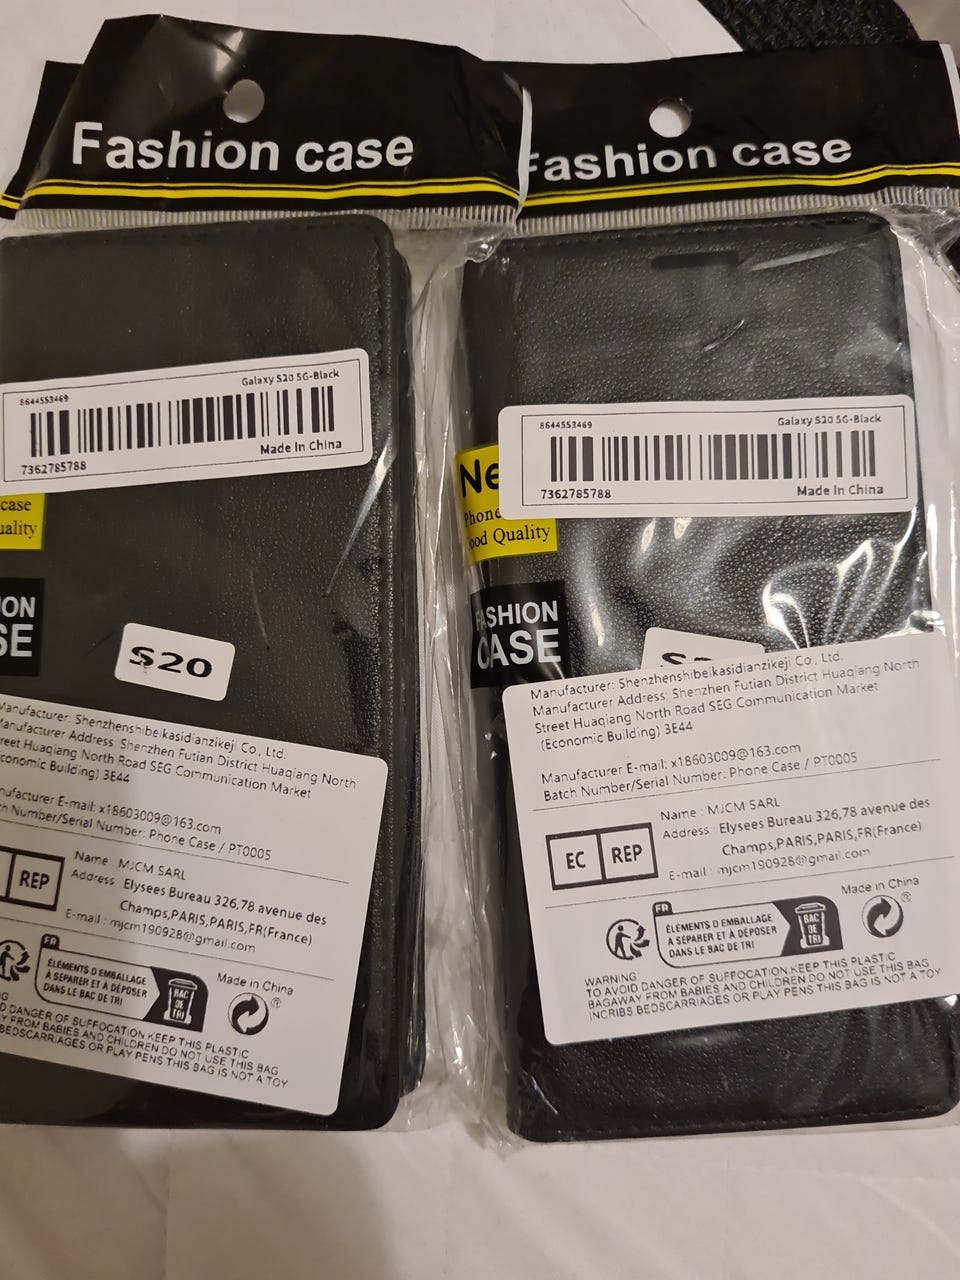 Fashion case
8644553469
Galaxy S20 5G-Black
7362785788
Made In China
case
S20
Manufacturer: Shenzhenshibeikasidianzikeji Co., Ltd.
Manufacturer Address: Shenzhen Futian District Huaqiang North
Street Huaqiang North Road SEG Communication Market
(Economic Building) 3E44
Manufacturer E-mail: x18603009@163.com
Number/Serial Number: Phone Case / PT0005
REP
Name MJCM SARL
Address Elysees Bureau 326,78 avenue des
Champs,PARIS,PARIS,FR(France)
E-mail : mjcm190928@gmail.com
FR
ÉLÉMENTS D EMBALLAGE
À SÉPARER ET À DÉPOSER
DANS LE BAC DE TRI
BAC
DE
TRI
Made in China
®
DANGER OF SUFFOCATION.KEEP THIS PLASTIC
FROM BABIES AND CHILDREN DO NOT USE THIS BAG
BEDSCARRIAGES OR PLAY PENS.THIS BAG IS NOT A TOY
Fashion case
8644553469
Galaxy S20 5G-Black
7362785788
Made In China
Phone
Quality
FASHION
CASE
Manufacturer: Shenzhenshibeikasidianzikeji Co., Ltd.
Manufacturer Address: Shenzhen Futian District Huaqiang North
Street Huaqiang North Road SEG Communication Market
(Economic Building) 3E44
Manufacturer E-mail: x18603009@163.com
Batch Number/Serial Number: Phone Case / PT0005
EC REP
Name : MJCM SARL
Address Elysees Bureau 326,78 avenue des
Champs,PARIS,PARIS,FR(France)
E-mail : mjcm190928@gmail.com
FR
ÉLÉMENTS D EMBALLAGE
À SÉPARER ET À DÉPOSER
DANS LE BAC DE TRI
BAC
DE
TRI
Made in China
®
WARNING:
TO AVOID DANGER OF SUFFOCATION.KEEP THIS PLASTIC
BAGAWAY FROM BABIES AND CHILDREN DO NOT USE THIS BAG
INCRIBS.BEDSCARRIAGES OR PLAY PENS.THIS BAG IS NOT A TOY